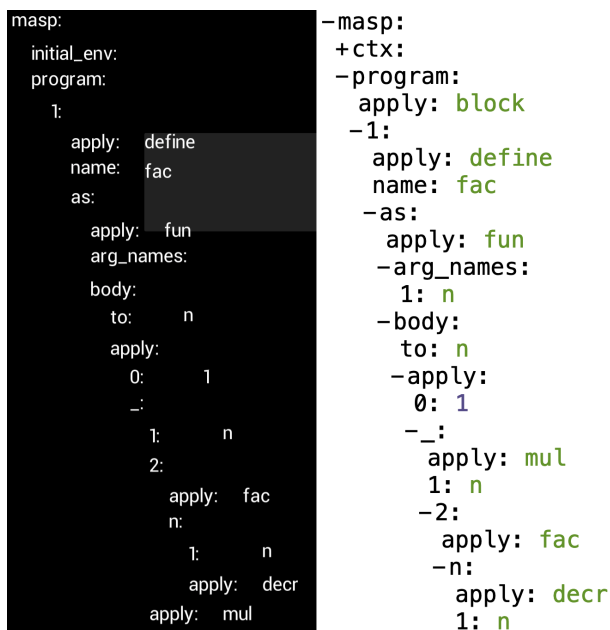 masp:
initial_env:
program:
1:
apply: define
name: fac
as:
apply: fun
arg_names:
body:
to: n
apply:
0: 1
_:
1: n
2:
apply: fac
n:
1: n
apply: decr
apply: mul
−masp:
+ctx:
−program:
apply: block
−1:
apply: define
name: fac
−as:
apply: fun
−arg_names:
1: n
−body:
to: n
−apply:
0: 1
−_:
apply: mul
1: n
−2:
apply: fac
−n:
apply: decr
1: n